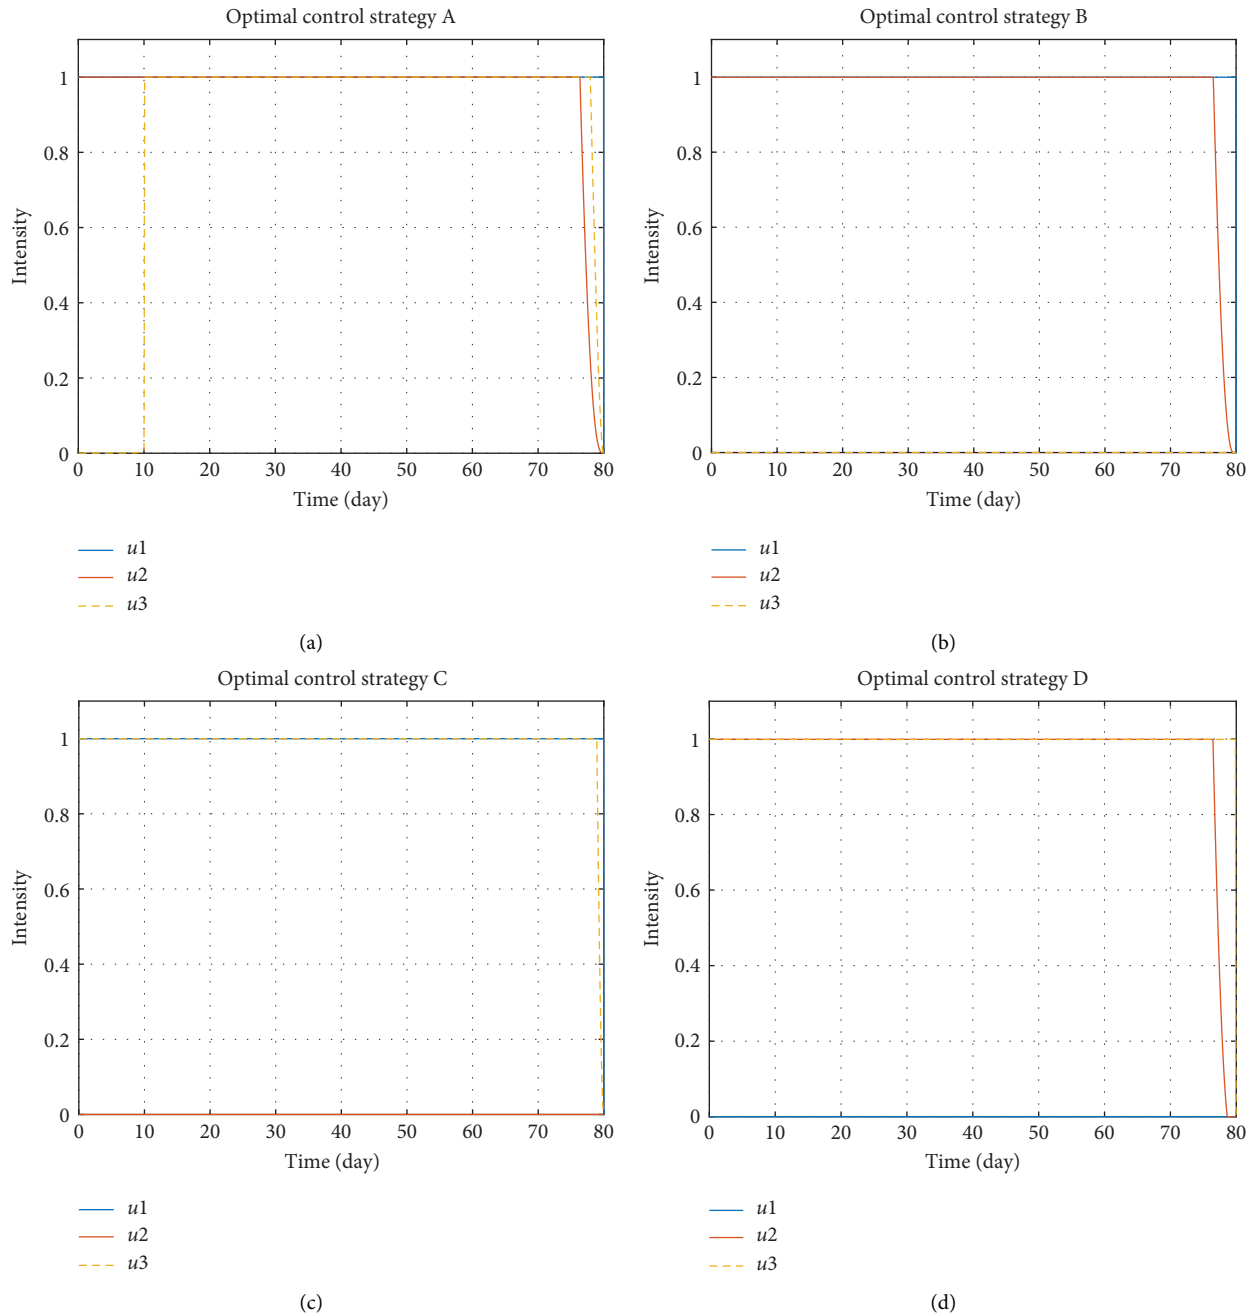 Optimal control strategy A
1
0.8
0.6
0.4
0.2
0
Intensity
0 10 20 30 40 50 60 70 80
Time (day)
u1
u2
u3
(a)
Optimal control strategy B
1
0.8
0.6
0.4
0.2
0
Intensity
0 10 20 30 40 50 60 70 80
Time (day)
u1
u2
u3
(b)
Optimal control strategy C
1
0.8
0.6
0.4
0.2
0
Intensity
0 10 20 30 40 50 60 70 80
Time (day)
u1
u2
u3
(c)
Optimal control strategy D
1
0.8
0.6
0.4
0.2
0
Intensity
0 10 20 30 40 50 60 70 80
Time (day)
u1
u2
u3
(d)